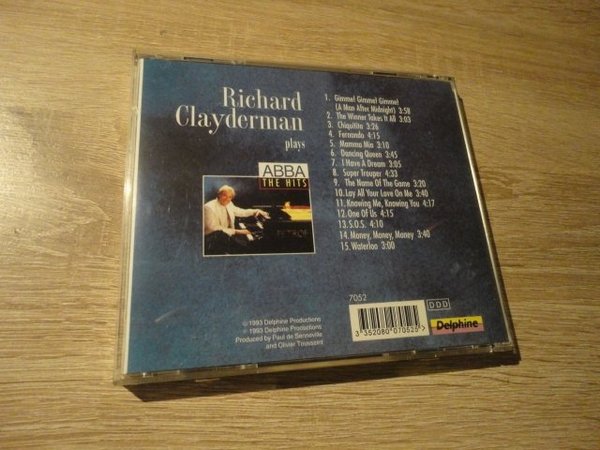 Richard
Clayderman
plays
ABBA
THE HITS
1. Gimme! Gimme! Gimme!
(A Man After Midnight) 3:58
2. The Winner Takes It All 3:03
3. Chiquitita 3:26
4. Fernando 4:15
5. Mamma Mia 3:10
6. Dancing Queen 3:45
7. I Have A Dream 3:05
8. Super Trouper 4:33
9. The Name Of The Game 3:20
10. Lay All Your Love On Me 3:40
11. Knowing Me, Knowing You 4:17
12. One Of Us 4:15
13. S.O.S. 4:10
14. Money, Money, Money 3:40
15. Waterloo 3:00
℗ 1993 Delphine Productions
© 1993 Delphine Productions
Produced by Paul de Senneville
and Olivier Toussaint
7052
DDD
3 352080 070525 >
Delphine